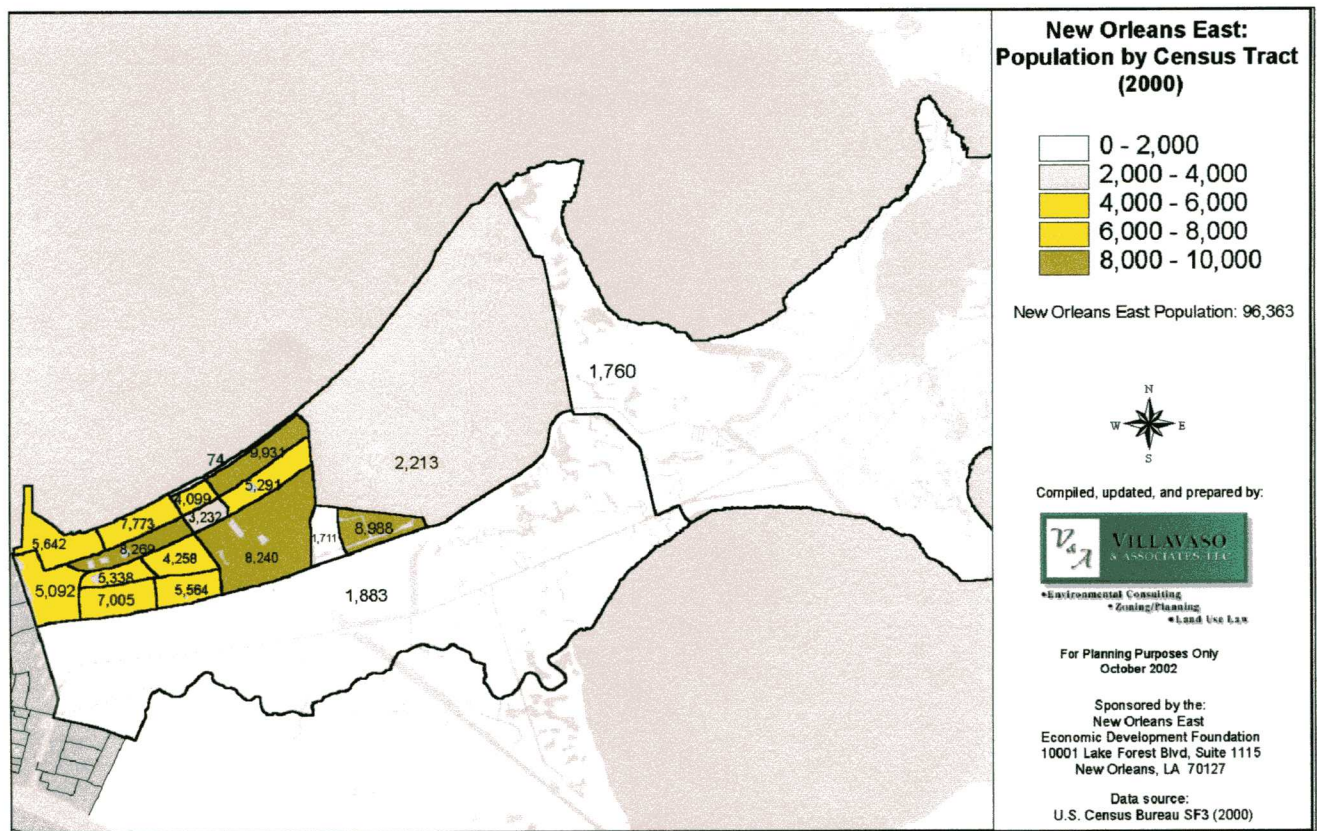 New Orleans East:
Population by Census Tract
(2000)
0 - 2,000
2,000 - 4,000
4,000 - 6,000
6,000 - 8,000
8,000 - 10,000
New Orleans East Population: 96,363
N
W E
S
Compiled, updated, and prepared by:
V&A VILLAVASO
& ASSOCIATES, LLC
•Environmental Consulting
•Zoning/Planning
•Land Use Law
For Planning Purposes Only
October 2002
Sponsored by the:
New Orleans East
Economic Development Foundation
10001 Lake Forest Blvd, Suite 1115
New Orleans, LA 70127
Data source:
U.S. Census Bureau SF3 (2000)
1,760
74
9,931
2,213
5,291
4,099
3,232
7,773
8,988
1,711
5,642
8,269
4,258
8,240
5,338
5,092
7,005
5,564
1,883